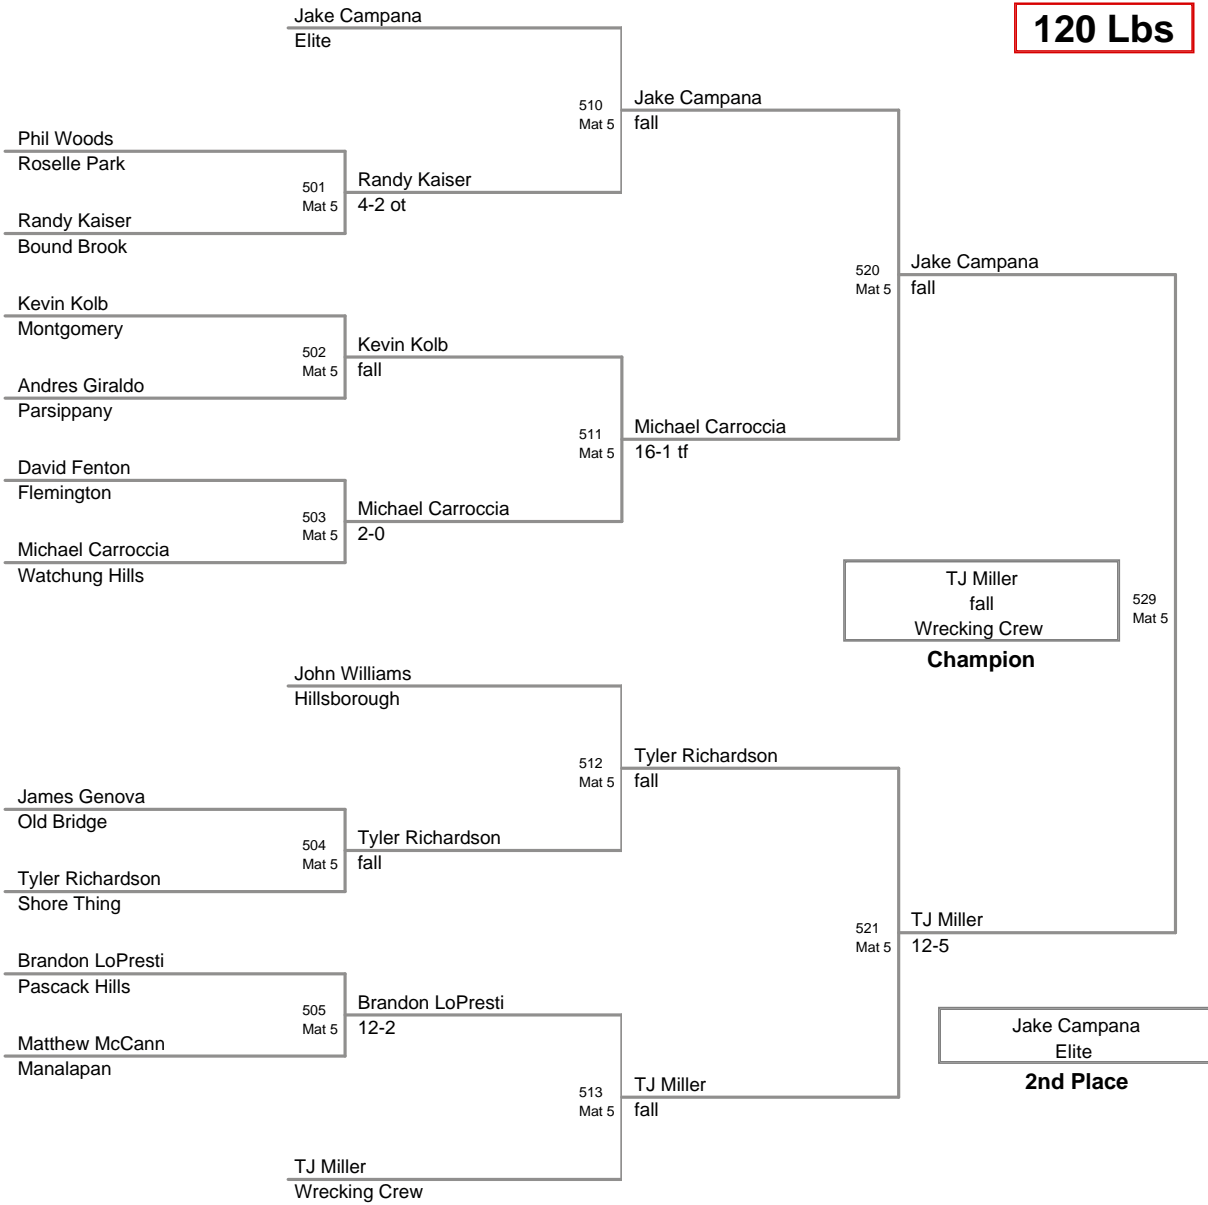 Jake Campana
Elite
120 Lbs
510
Mat 5
Jake Campana
fall
Phil Woods
Roselle Park
501
Mat 5
Randy Kaiser
4-2 ot
Randy Kaiser
Bound Brook
520
Mat 5
Jake Campana
fall
Kevin Kolb
Montgomery
502
Mat 5
Kevin Kolb
fall
Andres Giraldo
Parsippany
511
Mat 5
Michael Carroccia
16-1 tf
David Fenton
Flemington
503
Mat 5
Michael Carroccia
2-0
Michael Carroccia
Watchung Hills
TJ Miller
fall
Wrecking Crew
Champion
529
Mat 5
John Williams
Hillsborough
512
Mat 5
Tyler Richardson
fall
James Genova
Old Bridge
504
Mat 5
Tyler Richardson
fall
Tyler Richardson
Shore Thing
521
Mat 5
TJ Miller
12-5
Brandon LoPresti
Pascack Hills
505
Mat 5
Brandon LoPresti
12-2
Matthew McCann
Manalapan
Jake Campana
Elite
2nd Place
513
Mat 5
TJ Miller
fall
TJ Miller
Wrecking Crew